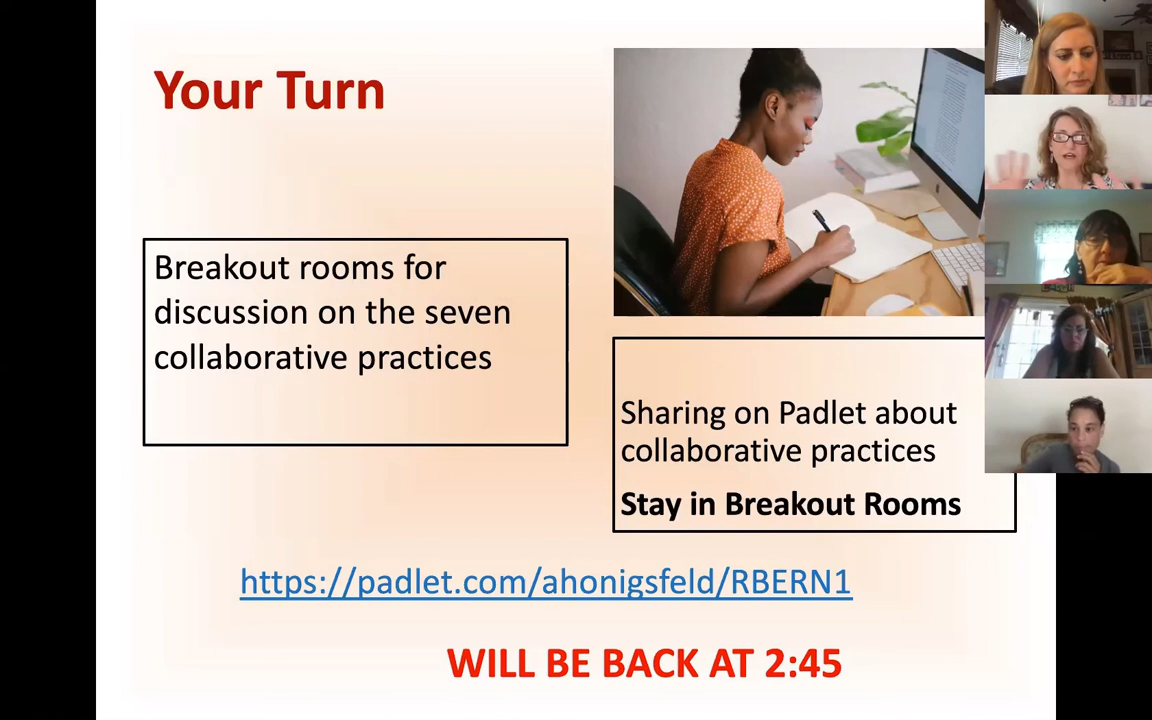 Your Turn
Breakout rooms for
discussion on the seven
collaborative practices
Sharing on Padlet about
collaborative practices
Stay in Breakout Rooms
https://padlet.com/ahonigsfeld/RBERN1
WILL BE BACK AT 2:45